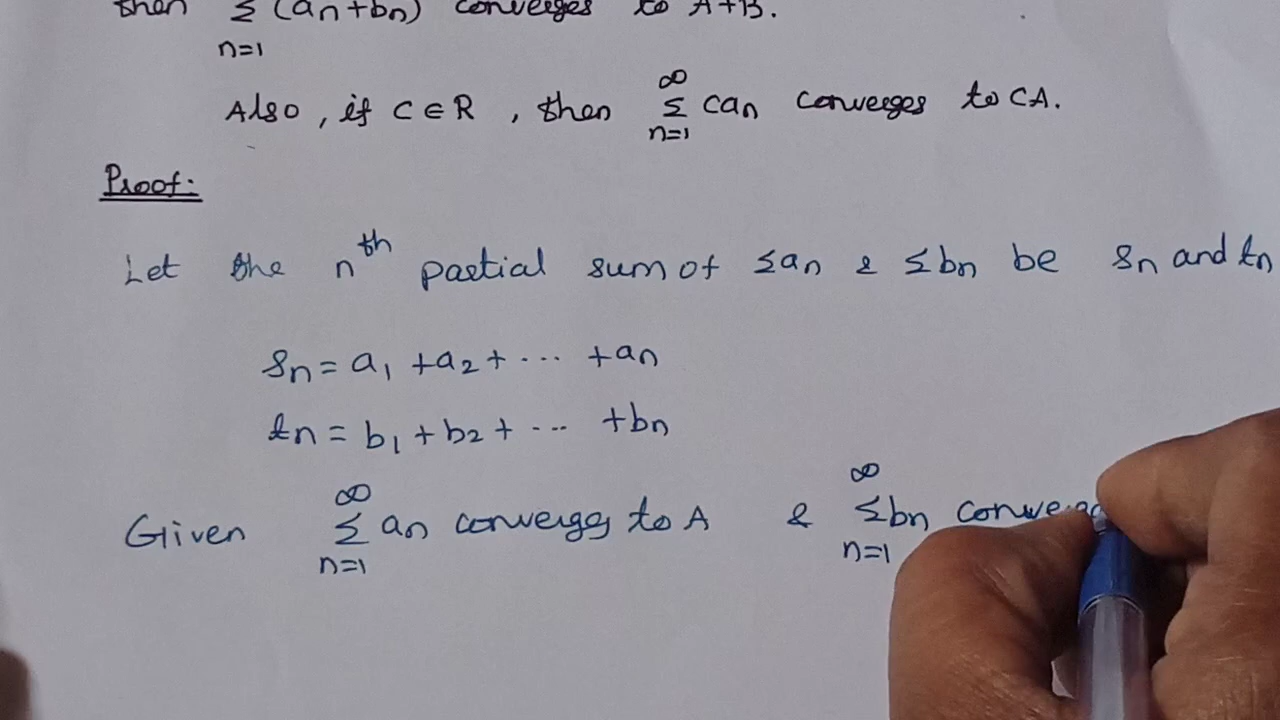 then Σ (an+bn) converges to A+B.
n=1
Also, if C ∈ R, then ∞ Σ n=1 can converges to CA.
Proof:
Let the nth partial sum of Σan & Σbn be Sn and tn
Sn = a1 + a2 + ... + an
tn = b1 + b2 + ... + bn
Given ∞ Σ n=1 an converges to A & ∞ Σ n=1 bn converg